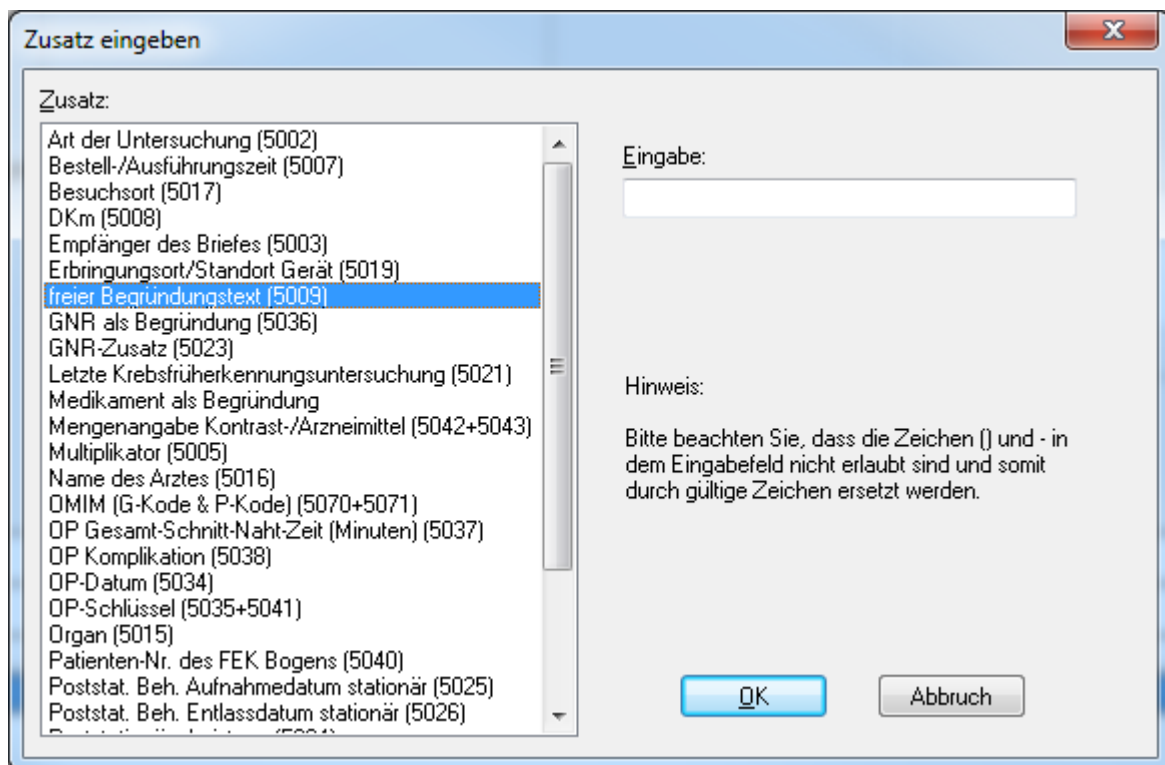 Zusatz eingeben
Zusatz:
Art der Untersuchung (5002)
Bestell-/Ausführungszeit (5007)
Besuchsort (5017)
DKm (5008)
Empfänger des Briefes (5003)
Erbringungsort/Standort Gerät (5019)
freier Begründungstext (5009)
GNR als Begründung (5036)
GNR-Zusatz (5023)
Letzte Krebsfrüherkennungsuntersuchung (5021)
Medikament als Begründung
Mengenangabe Kontrast-/Arzneimittel (5042+5043)
Multiplikator (5005)
Name des Arztes (5016)
OMIM (G-Kode & P-Kode) (5070+5071)
OP Gesamt-Schnitt-Naht-Zeit (Minuten) (5037)
OP Komplikation (5038)
OP-Datum (5034)
OP-Schlüssel (5035+5041)
Organ (5015)
Patienten-Nr. des FEK Bogens (5040)
Poststat. Beh. Aufnahmedatum stationär (5025)
Poststat. Beh. Entlassdatum stationär (5026)
Eingabe:
Hinweis:
Bitte beachten Sie, dass die Zeichen () und - in
dem Eingabefeld nicht erlaubt sind und somit
durch gültige Zeichen ersetzt werden.
OK
Abbruch